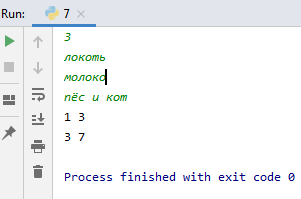 Run: 7
3
локоть
молоко
пёс и кот
1 3
3 7
Process finished with exit code 0